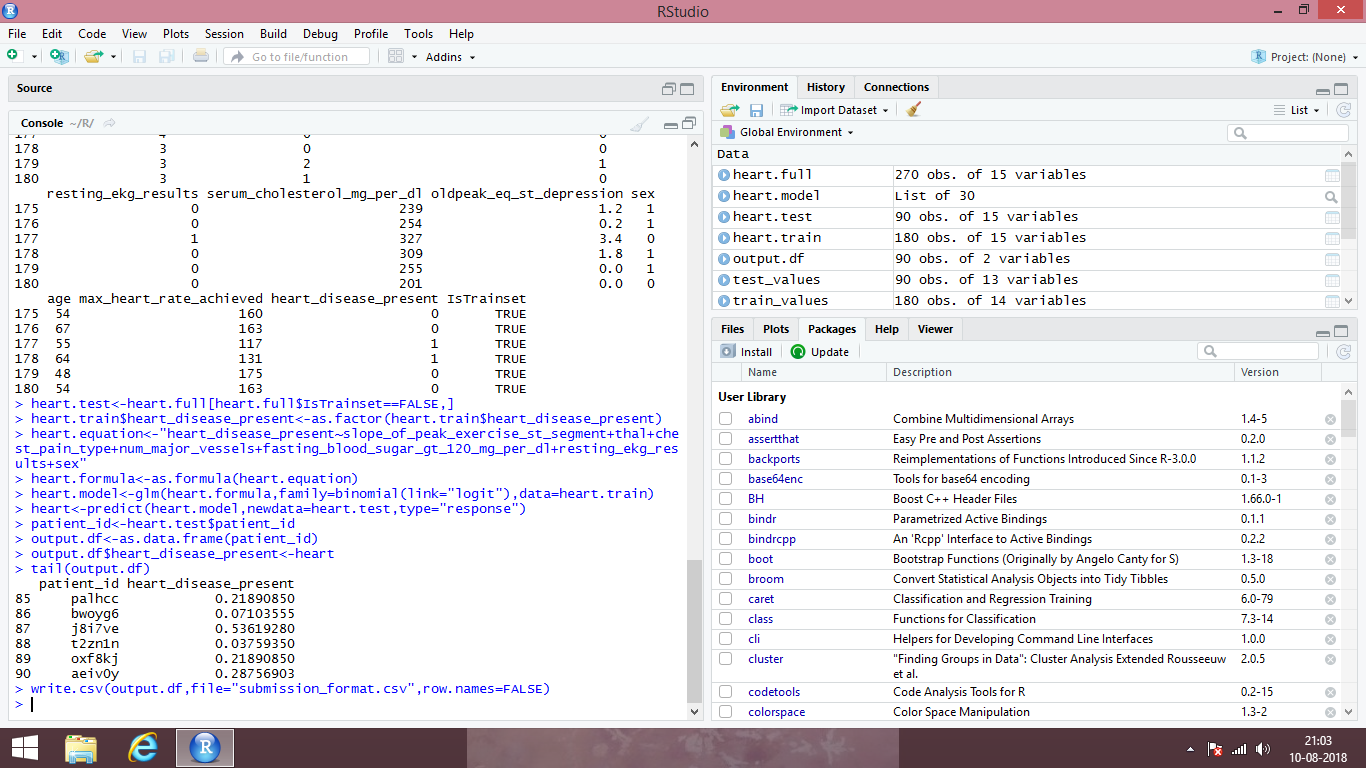 RStudio
File Edit Code View Plots Session Build Debug Profile Tools Help
Go to file/function Addins Project: (None)
Source
Console ~/R/
177 4 0 0
178 3 0 0
179 3 2 1
180 3 1 0
resting_ekg_results serum_cholesterol_mg_per_dl oldpeak_eq_st_depression sex
175 0 239 1.2 1
176 0 254 0.2 1
177 1 327 3.4 0
178 0 309 1.8 1
179 0 255 0.0 1
180 0 201 0.0 0
age max_heart_rate_achieved heart_disease_present IsTrainset
175 54 160 0 TRUE
176 67 163 0 TRUE
177 55 117 1 TRUE
178 64 131 1 TRUE
179 48 175 0 TRUE
180 54 163 0 TRUE
> heart.test<-heart.full[heart.full$IsTrainset==FALSE,]
> heart.train$heart_disease_present<-as.factor(heart.train$heart_disease_present)
> heart.equation<-"heart_disease_present~slope_of_peak_exercise_st_segment+thal+che
st_pain_type+num_major_vessels+fasting_blood_sugar_gt_120_mg_per_dl+resting_ekg_res
ults+sex"
> heart.formula<-as.formula(heart.equation)
> heart.model<-glm(heart.formula,family=binomial(link="logit"),data=heart.train)
> heart<-predict(heart.model,newdata=heart.test,type="response")
> patient_id<-heart.test$patient_id
> output.df<-as.data.frame(patient_id)
> output.df$heart_disease_present<-heart
> tail(output.df)
patient_id heart_disease_present
85 palhcc 0.21890850
86 bwoyg6 0.07103555
87 j8i7ve 0.53619280
88 t2zn1n 0.03759350
89 oxf8kj 0.21890850
90 aeiv0y 0.28756903
> write.csv(output.df,file="submission_format.csv",row.names=FALSE)
>
Environment History Connections
Import Dataset List
Global Environment
Data
heart.full 270 obs. of 15 variables
heart.model List of 30
heart.test 90 obs. of 15 variables
heart.train 180 obs. of 15 variables
output.df 90 obs. of 2 variables
test_values 90 obs. of 13 variables
train_values 180 obs. of 14 variables
Files Plots Packages Help Viewer
Install Update
Name Description Version
User Library
abind Combine Multidimensional Arrays 1.4-5
assertthat Easy Pre and Post Assertions 0.2.0
backports Reimplementations of Functions Introduced Since R-3.0.0 1.1.2
base64enc Tools for base64 encoding 0.1-3
BH Boost C++ Header Files 1.66.0-1
bindr Parametrized Active Bindings 0.1.1
bindrcpp An 'Rcpp' Interface to Active Bindings 0.2.2
boot Bootstrap Functions (Originally by Angelo Canty for S) 1.3-18
broom Convert Statistical Analysis Objects into Tidy Tibbles 0.5.0
caret Classification and Regression Training 6.0-79
class Functions for Classification 7.3-14
cli Helpers for Developing Command Line Interfaces 1.0.0
cluster "Finding Groups in Data": Cluster Analysis Extended Rousseeuw 2.0.5
et al.
codetools Code Analysis Tools for R 0.2-15
colorspace Color Space Manipulation 1.3-2
21:03
10-08-2018